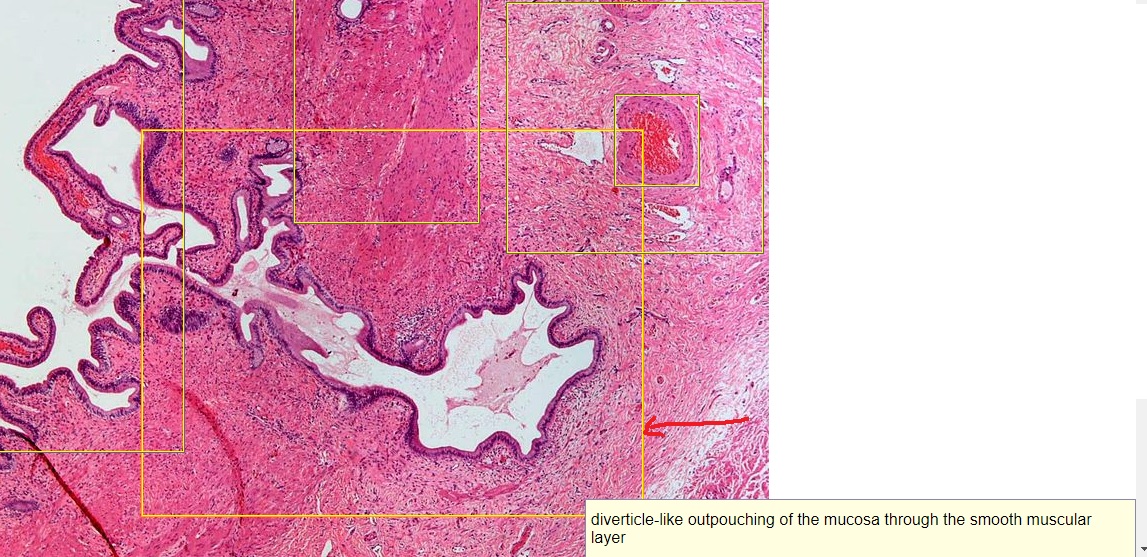 diverticle-like outpouching of the mucosa through the smooth muscular
layer